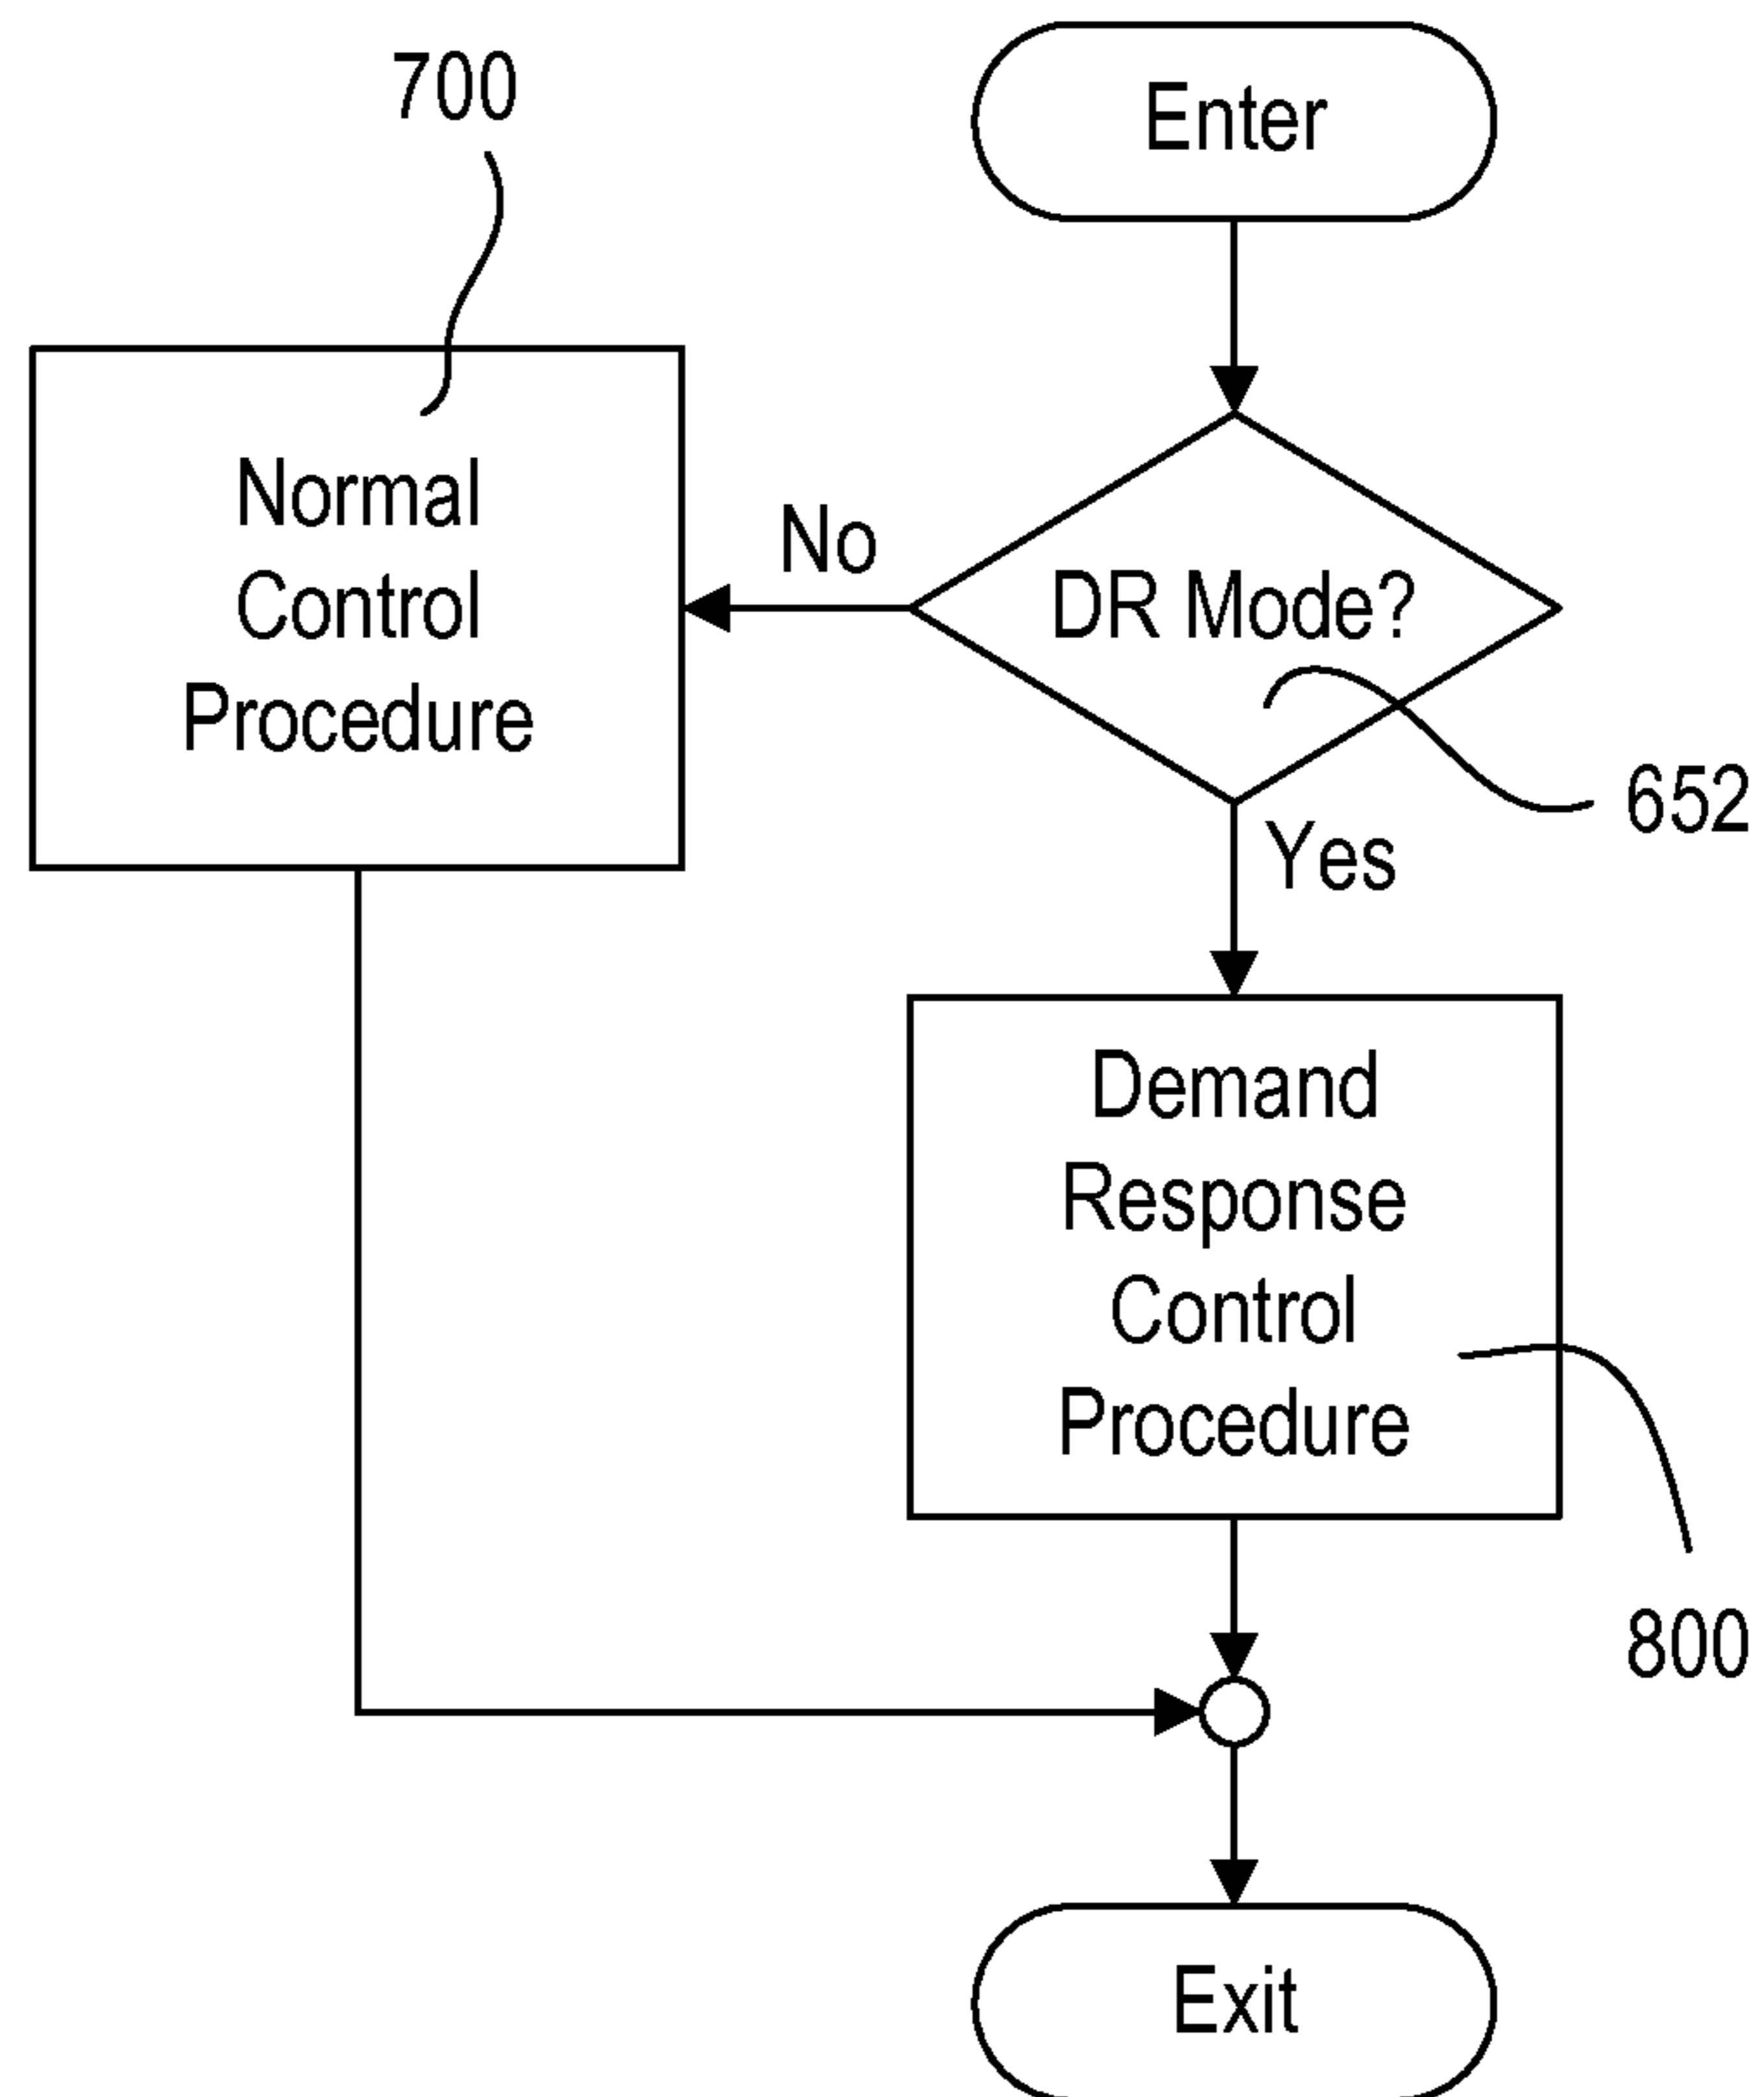 700
Enter
Normal
Control
Procedure
No
DR Mode?
652
Yes
Demand
Response
Control
Procedure
800
Exit